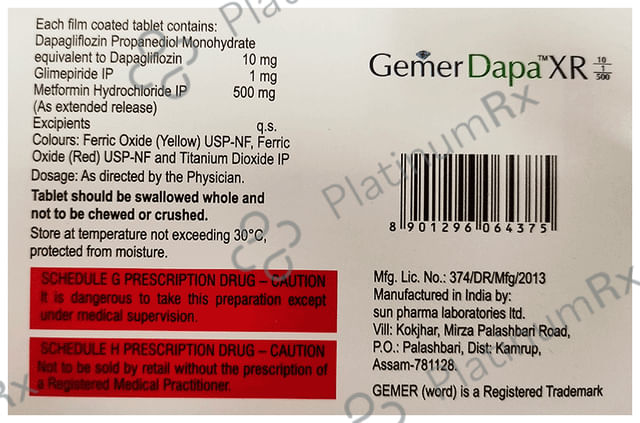 Each film coated tablet contains:
Dapagliflozin Propanediol Monohydrate
equivalent to Dapagliflozin 10 mg
Glimepiride IP 1 mg
Metformin Hydrochloride IP 500 mg
(As extended release)
Excipients q.s.
Colours: Ferric Oxide (Yellow) USP-NF, Ferric
Oxide (Red) USP-NF and Titanium Dioxide IP
Dosage: As directed by the Physician.
Tablet should be swallowed whole and
not to be chewed or crushed.
Store at temperature not exceeding 30°C,
protected from moisture.
SCHEDULE G PRESCRIPTION DRUG – CAUTION
It is dangerous to take this preparation except
under medical supervision.
SCHEDULE H PRESCRIPTION DRUG – CAUTION
Not to be sold by retail without the prescription of
a Registered Medical Practitioner.
Gemer Dapa™ XR 10/1/500
8 901296 064375
Mfg. Lic. No.: 374/DR/Mfg/2013
Manufactured in India by:
sun pharma laboratories ltd.
Vill: Kokjhar, Mirza Palashbari Road,
P.O.: Palashbari, Dist: Kamrup,
Assam-781128.
GEMER (word) is a Registered Trademark
PlatinumRx
PlatinumRx
Rx